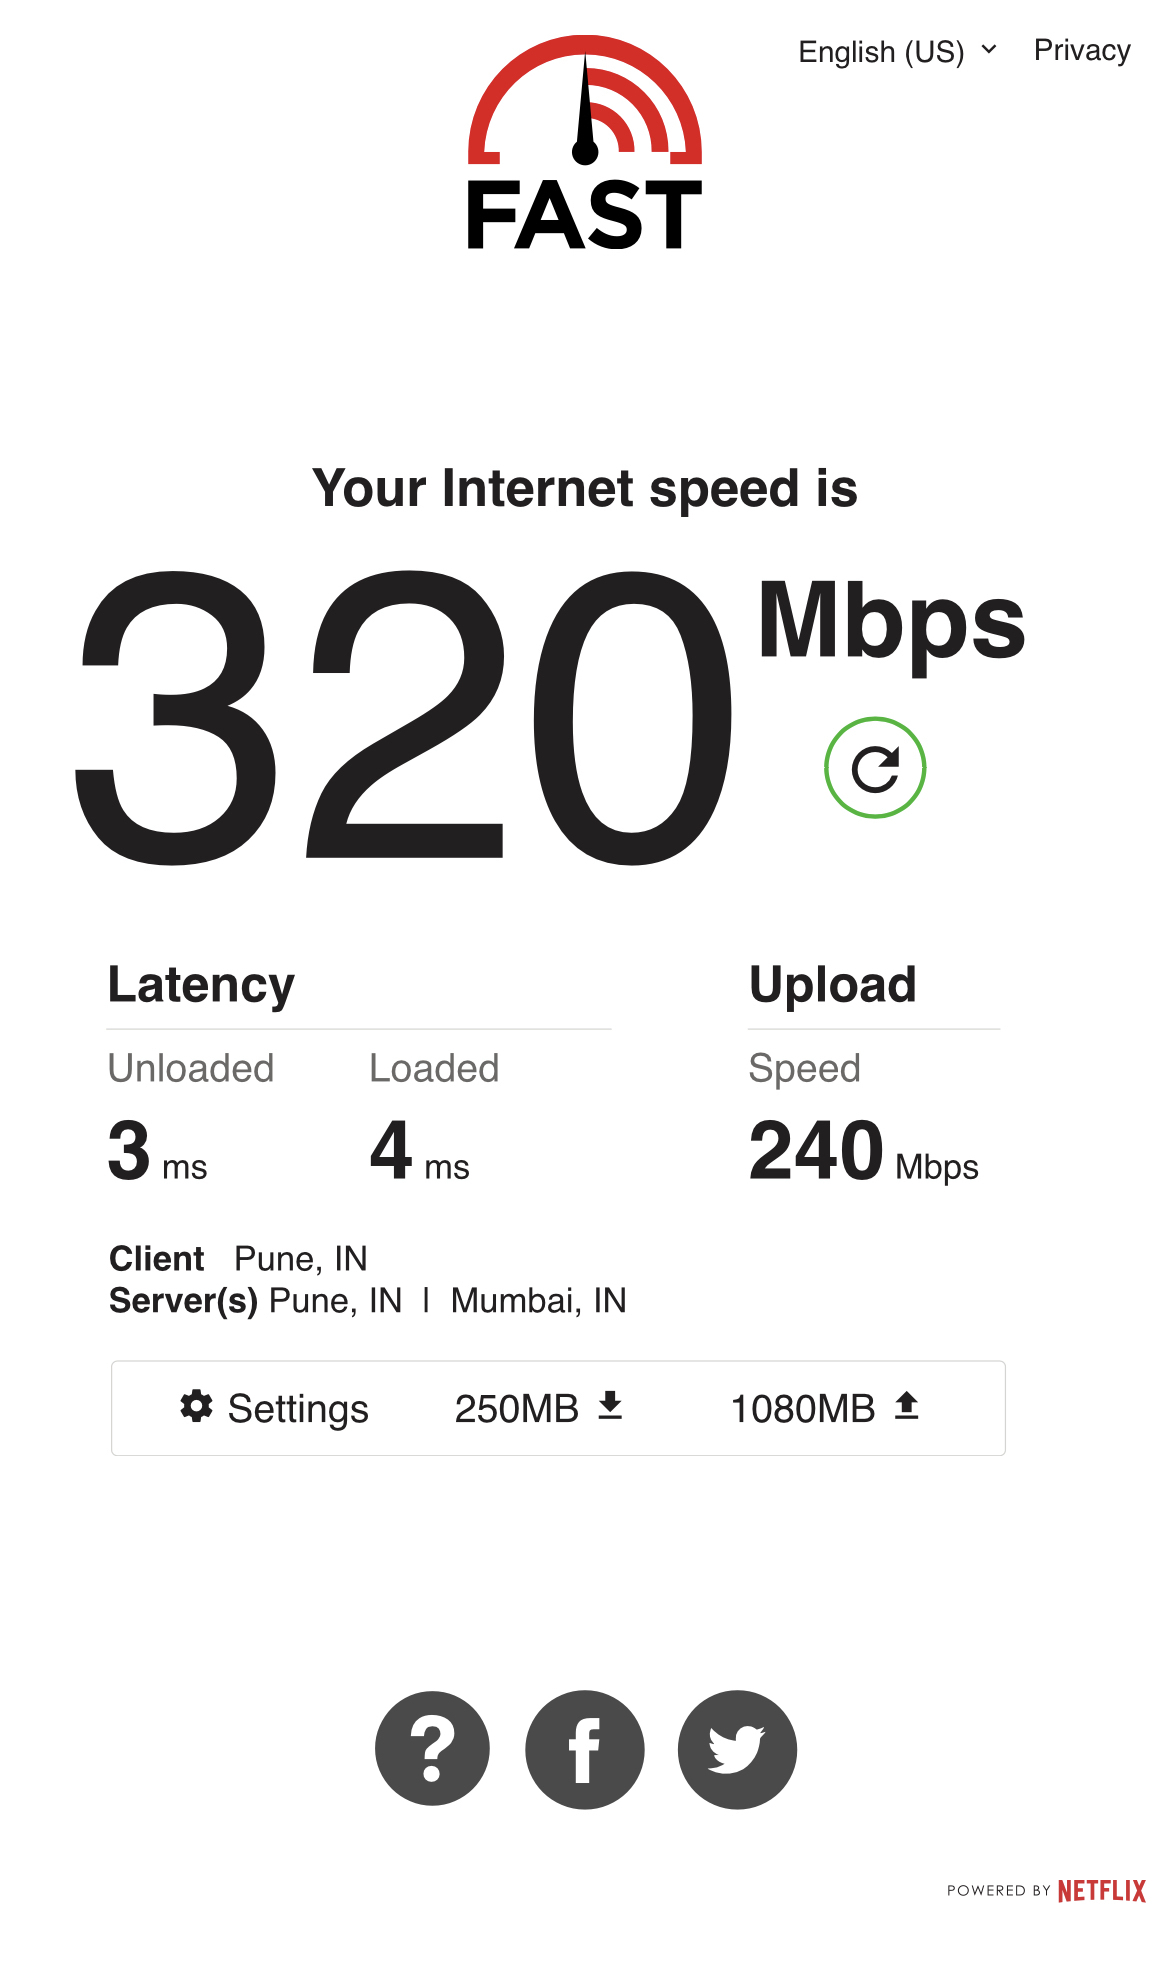 English (US) Privacy
FAST
Your Internet speed is
320 Mbps
Latency Upload
Unloaded Loaded Speed
3 ms 4 ms 240 Mbps
Client Pune, IN
Server(s) Pune, IN | Mumbai, IN
Settings 250MB 1080MB
?
POWERED BY NETFLIX